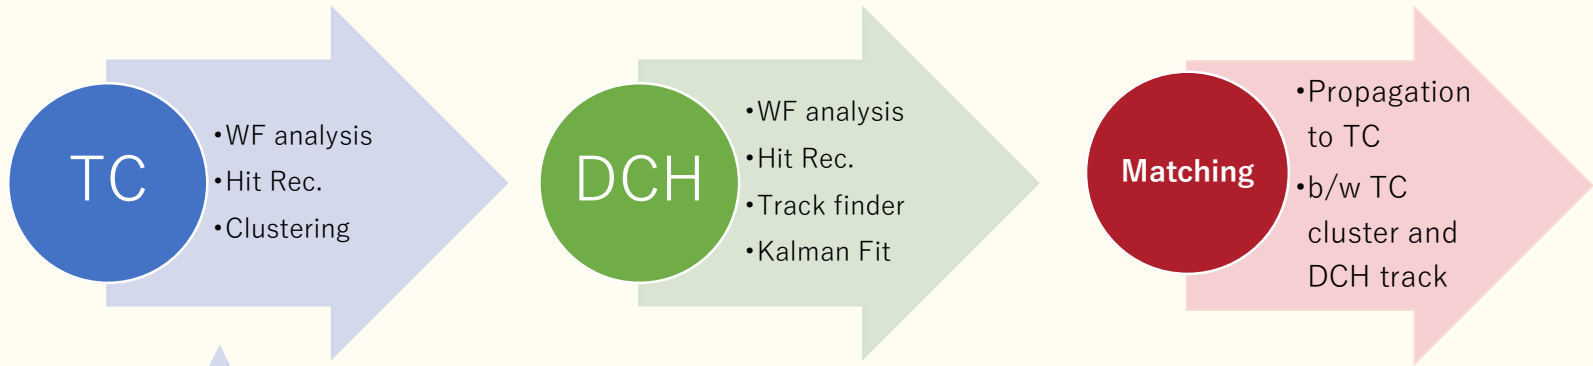 TC
•WF analysis
•Hit Rec.
•Clustering
DCH
•WF analysis
•Hit Rec.
•Track finder
•Kalman Fit
Matching
•Propagation
to TC
•b/w TC
cluster and
DCH track